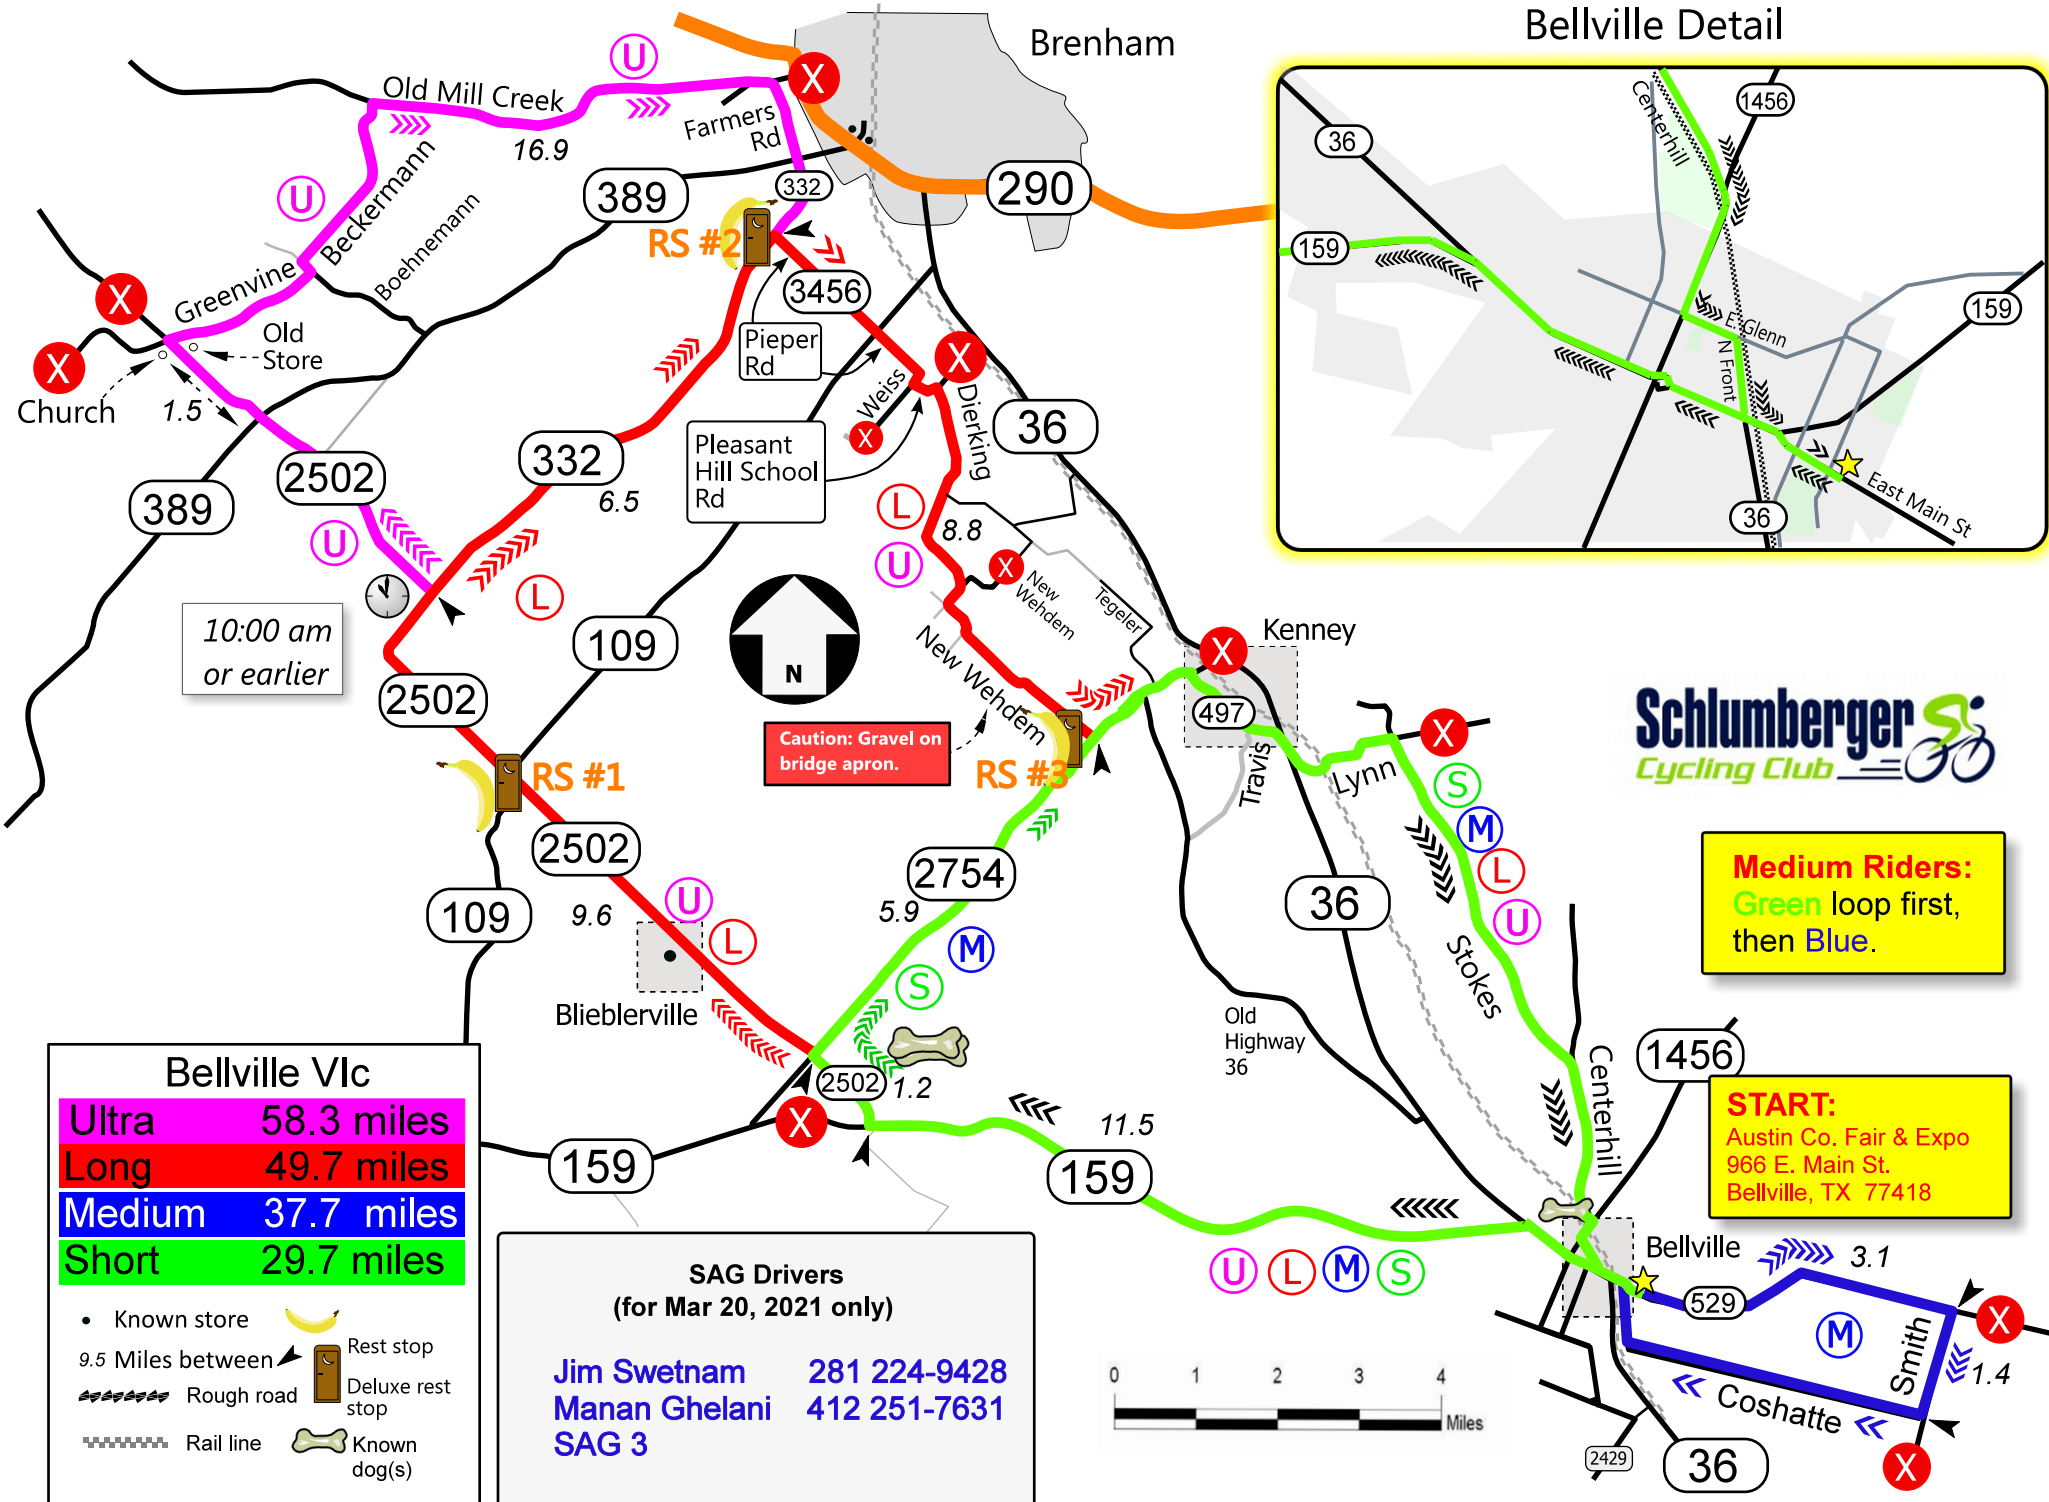 Brenham
Bellville Detail
Old Mill Creek
U
X
Farmers
Rd
16.9
U
Beckermann
Boehnemann
389
332
290
RS #2
3456
Greenvine
X
X
Church
Old
Store
1.5
Pieper
Rd
X
Weiss
X
Dierking
36
Pleasant
Hill School
Rd
332
6.5
2502
389
U
L
8.8
U
X
New
Wehdem
Tegeler
L
10:00 am
or earlier
109
N
2502
New Wehdem
Caution: Gravel on
bridge apron.
RS #3
RS #1
X
Kenney
497
Travis
Lynn
X
S
M
L
U
Stokes
2502
2754
5.9
36
109
9.6
U
L
M
S
Blieblerville
2502
1.2
X
159
11.5
159
Old
Highway
36
Centerhill
1456
U
L
M
S
Bellville
3.1
529
M
X
Smith
1.4
Coshatte
X
2429
36
36
1456
Centerhill
159
159
E. Glenn
N Front
36
East Main St
Schlumberger
Cycling Club
Medium Riders:
Green loop first,
then Blue.
START:
Austin Co. Fair & Expo
966 E. Main St.
Bellville, TX 77418
Bellville Vlc
Ultra 58.3 miles
Long 49.7 miles
Medium 37.7 miles
Short 29.7 miles
Known store
9.5 Miles between
Rough road
Rail line
Rest stop
Deluxe rest
stop
Known
dog(s)
SAG Drivers
(for Mar 20, 2021 only)
Jim Swetnam 281 224-9428
Manan Ghelani 412 251-7631
SAG 3
0 1 2 3 4
Miles